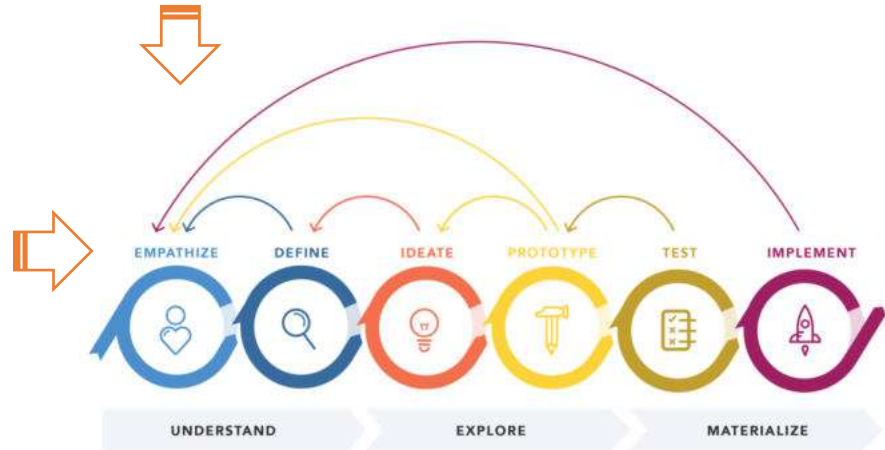 EMPATHIZE
DEFINE
IDEATE
PROTOTYPE
TEST
IMPLEMENT
UNDERSTAND
EXPLORE
MATERIALIZE